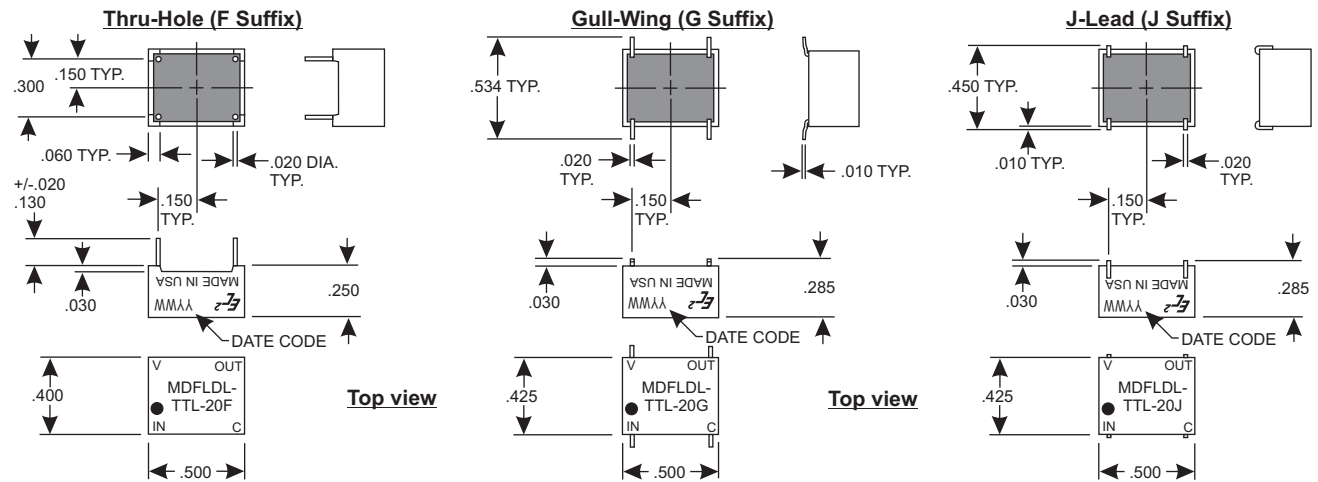 Thru-Hole (F Suffix)
.300
.150 TYP.
.060 TYP.
.020 DIA.
TYP.
+/-.020
.130
.150
TYP.
.030
.250
MADE IN USA
YYWW
EC²
DATE CODE
.400
V OUT
MDFLDL-
TTL-20F
IN C
.500
Top view
Gull-Wing (G Suffix)
.534 TYP.
.020
TYP.
.010 TYP.
.150
TYP.
.030
.285
MADE IN USA
YYWW
EC²
DATE CODE
.425
V OUT
MDFLDL-
TTL-20G
IN C
.500
Top view
J-Lead (J Suffix)
.450 TYP.
.010 TYP.
.020
TYP.
.150
TYP.
.030
.285
MADE IN USA
YYWW
EC²
DATE CODE
.425
V OUT
MDFLDL-
TTL-20J
IN C
.500